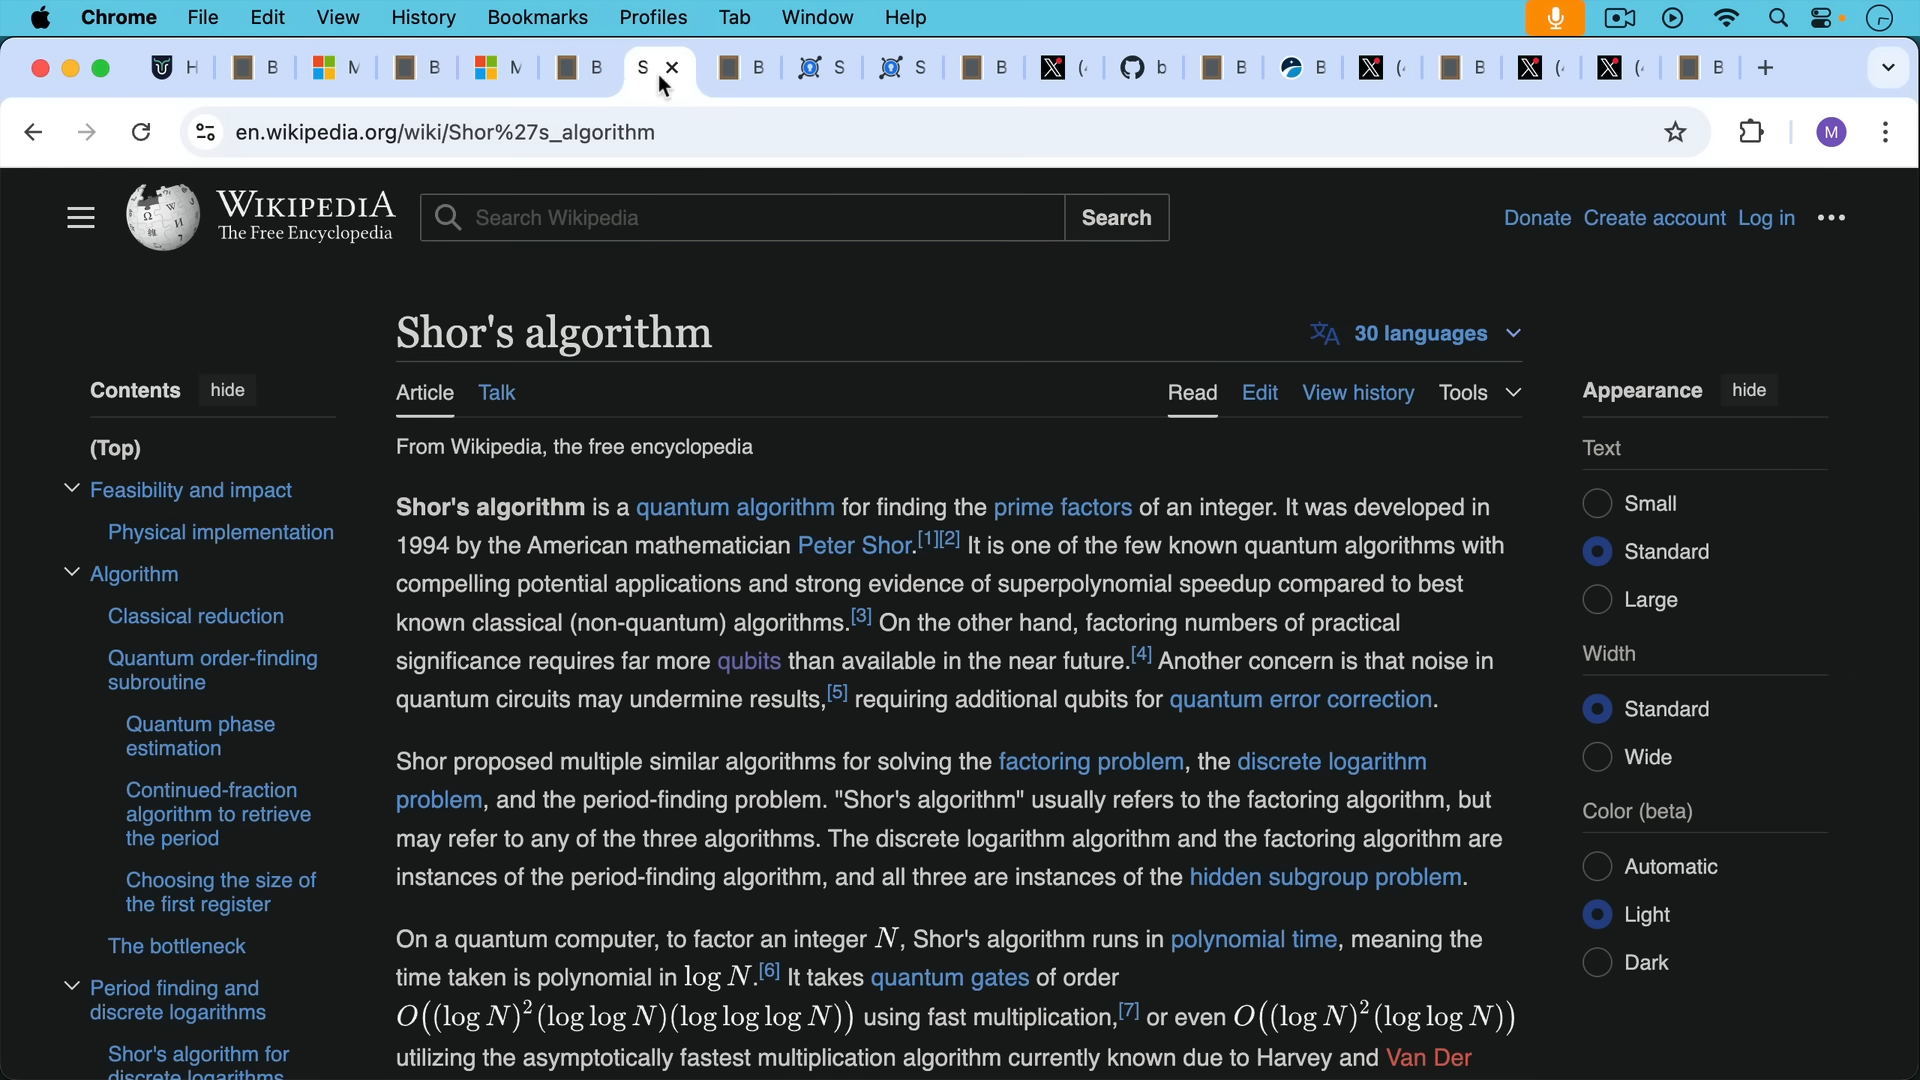 Chrome File Edit View History Bookmarks Profiles Tab Window Help
H B M B M B S B S S B ( b B B ( B ( ( B
en.wikipedia.org/wiki/Shor%27s_algorithm M
WIKIPEDIA
The Free Encyclopedia
Search Wikipedia Search
Donate Create account Log in
Shor's algorithm
30 languages
Contents hide
Article Talk Read Edit View history Tools
Appearance hide
(Top)
Feasibility and impact
Physical implementation
Algorithm
Classical reduction
Quantum order-finding
subroutine
Quantum phase
estimation
Continued-fraction
algorithm to retrieve
the period
Choosing the size of
the first register
The bottleneck
Period finding and
discrete logarithms
Shor's algorithm for
discrete logarithms
From Wikipedia, the free encyclopedia
Shor's algorithm is a quantum algorithm for finding the prime factors of an integer. It was developed in
1994 by the American mathematician Peter Shor.[1][2] It is one of the few known quantum algorithms with
compelling potential applications and strong evidence of superpolynomial speedup compared to best
known classical (non-quantum) algorithms.[3] On the other hand, factoring numbers of practical
significance requires far more qubits than available in the near future.[4] Another concern is that noise in
quantum circuits may undermine results,[5] requiring additional qubits for quantum error correction.
Shor proposed multiple similar algorithms for solving the factoring problem, the discrete logarithm
problem, and the period-finding problem. "Shor's algorithm" usually refers to the factoring algorithm, but
may refer to any of the three algorithms. The discrete logarithm algorithm and the factoring algorithm are
instances of the period-finding algorithm, and all three are instances of the hidden subgroup problem.
On a quantum computer, to factor an integer N, Shor's algorithm runs in polynomial time, meaning the
time taken is polynomial in log N.[6] It takes quantum gates of order
O((log N)²(log log N)(log log log N)) using fast multiplication,[7] or even O((log N)²(log log N))
utilizing the asymptotically fastest multiplication algorithm currently known due to Harvey and Van Der
Text
Small
Standard
Large
Width
Standard
Wide
Color (beta)
Automatic
Light
Dark